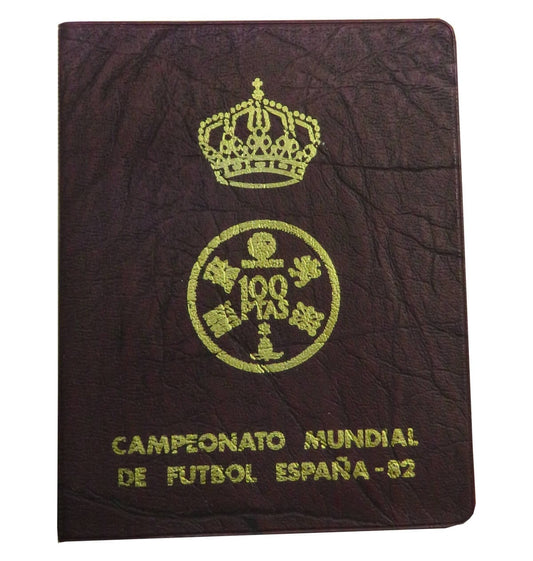 100
PTAS
CAMPEONATO MUNDIAL
DE FUTBOL ESPAÑA-82